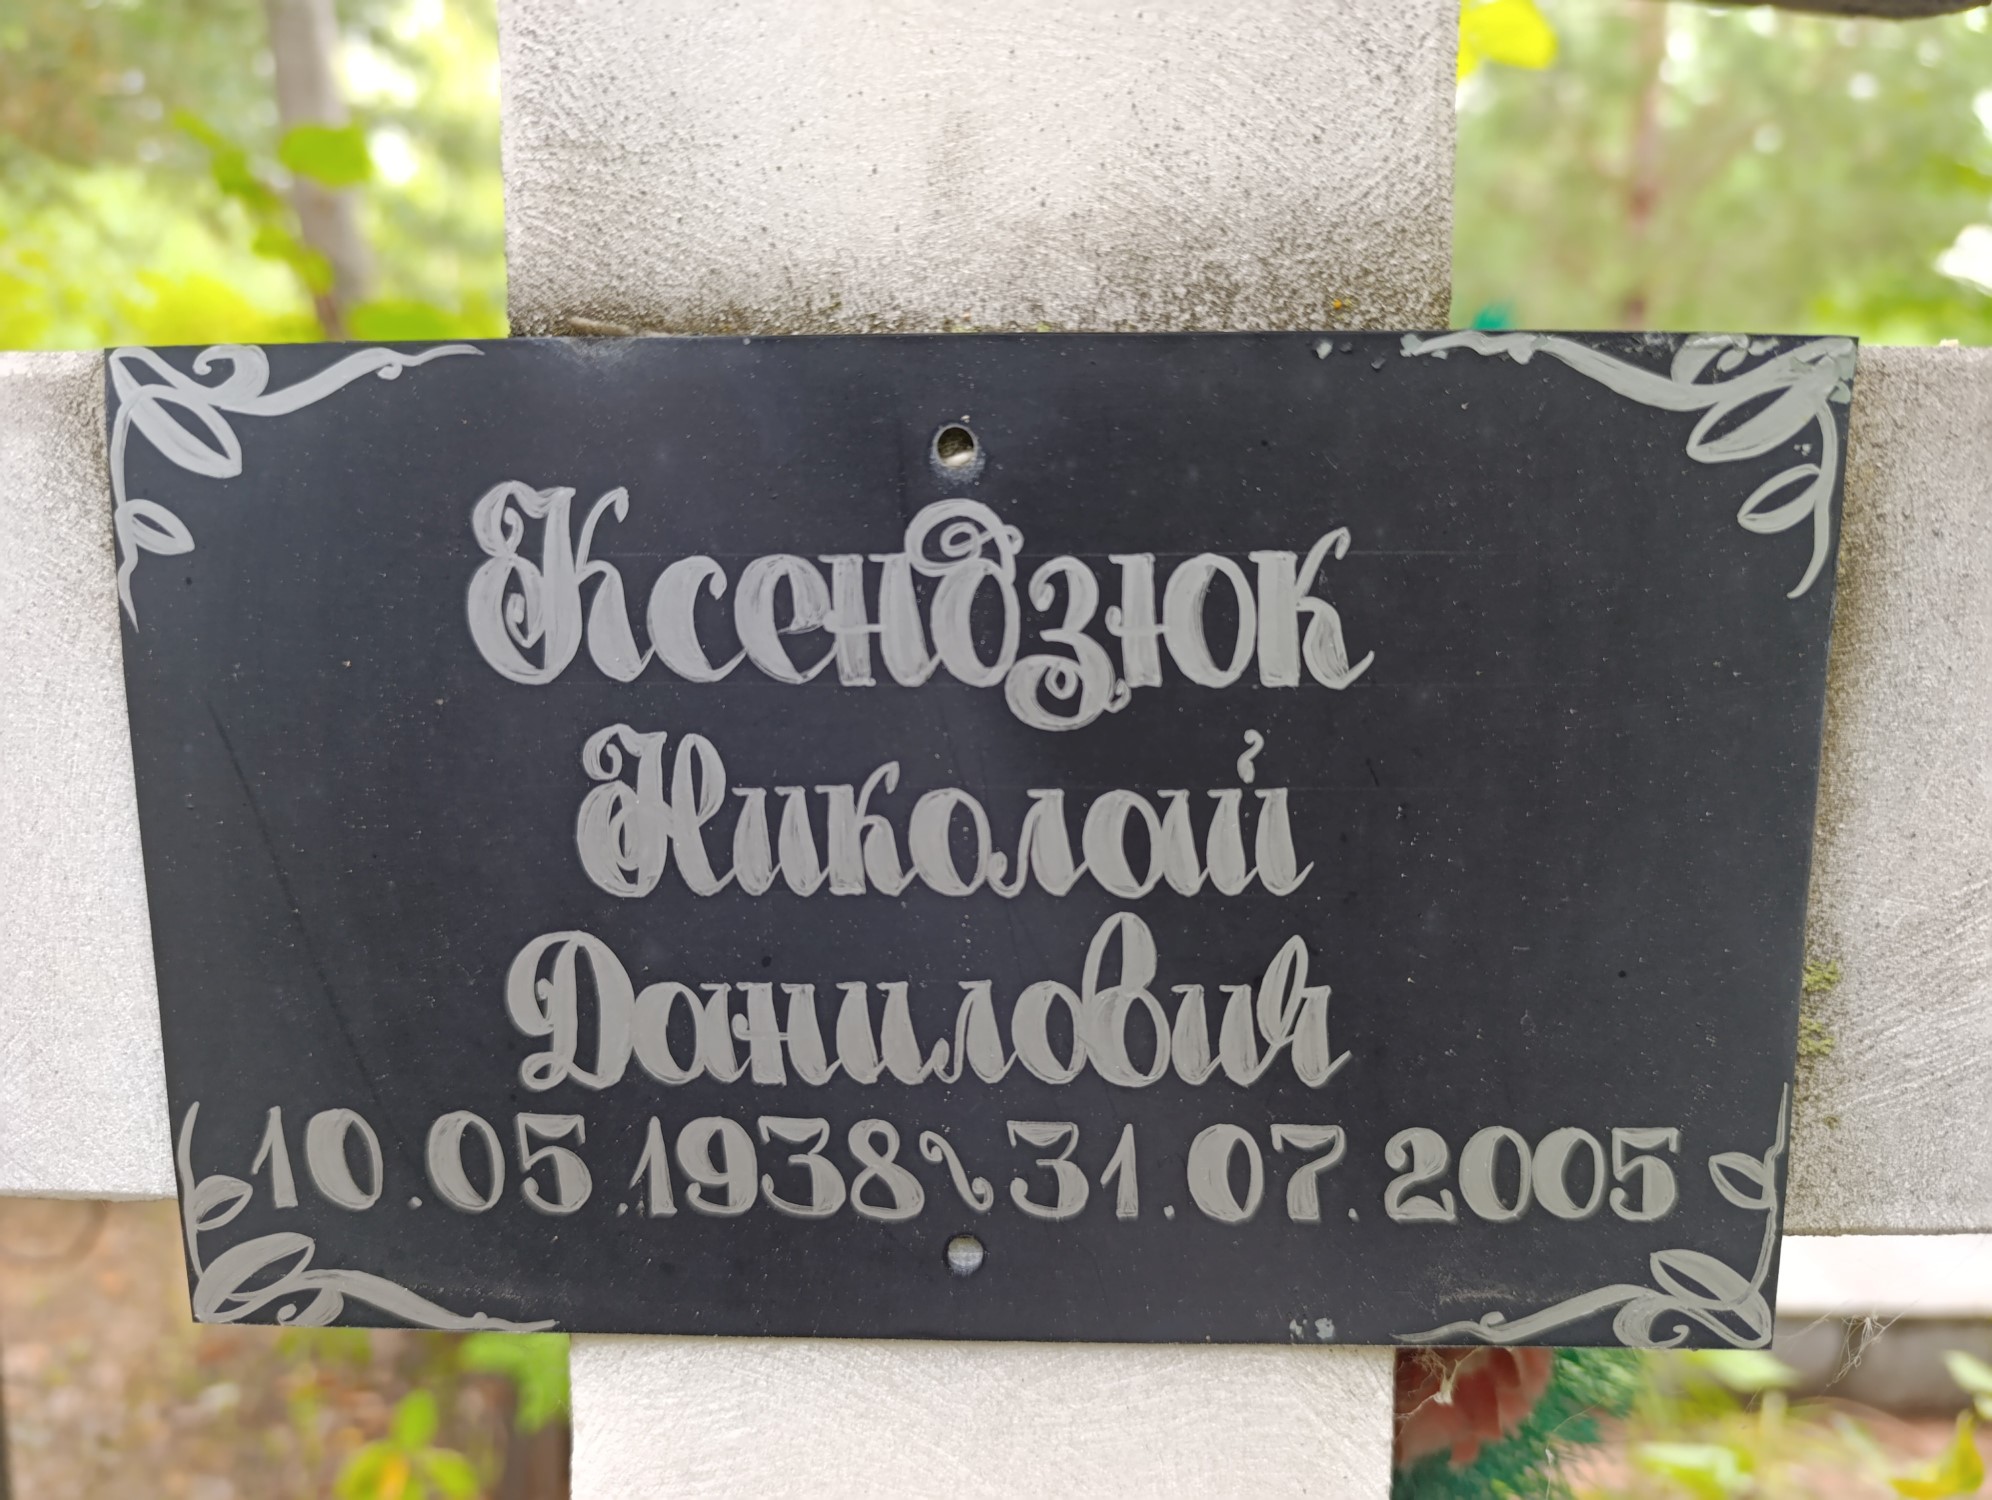 Ксендзюк
Николай
Данилович
10.05.1938~31.07.2005